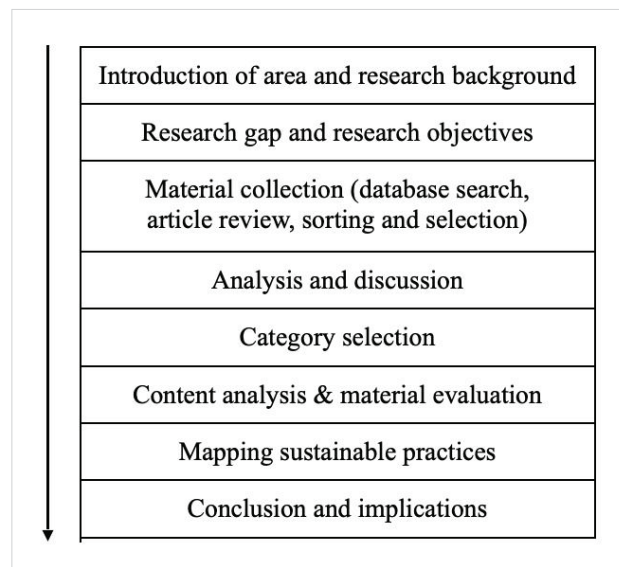 Introduction of area and research background
Research gap and research objectives
Material collection (database search,
article review, sorting and selection)
Analysis and discussion
Category selection
Content analysis & material evaluation
Mapping sustainable practices
Conclusion and implications